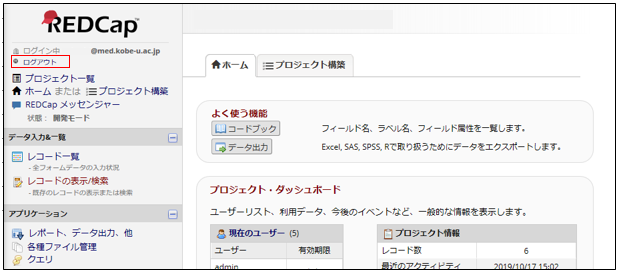 REDCap
ログイン中 @med.kobe-u.ac.jp
ログアウト
プロジェクト一覧
ホーム または プロジェクト構築
REDCap メッセンジャー
状態： 開発モード
データ入力&一覧
レコード一覧
- 全フォームデータの入力状況
レコードの表示/検索
- 既存のレコードの表示または検索
アプリケーション
レポート、データ出力、他
各種ファイル管理
クエリ
ホーム プロジェクト構築
よく使う機能
コードブック フィールド名、ラベル名、フィールド属性を一覧します。
データ出力 Excel, SAS, SPSS, Rで取り扱うためにデータをエクスポートします。
プロジェクト・ダッシュボード
ユーザーリスト、利用データ、今後のイベントなど、一般的な情報を表示します。
現在のユーザー (5)
ユーザー 有効期限
admin
プロジェクト情報
レコード数 6
最近のアクティビティ 2019/10/17 15:02